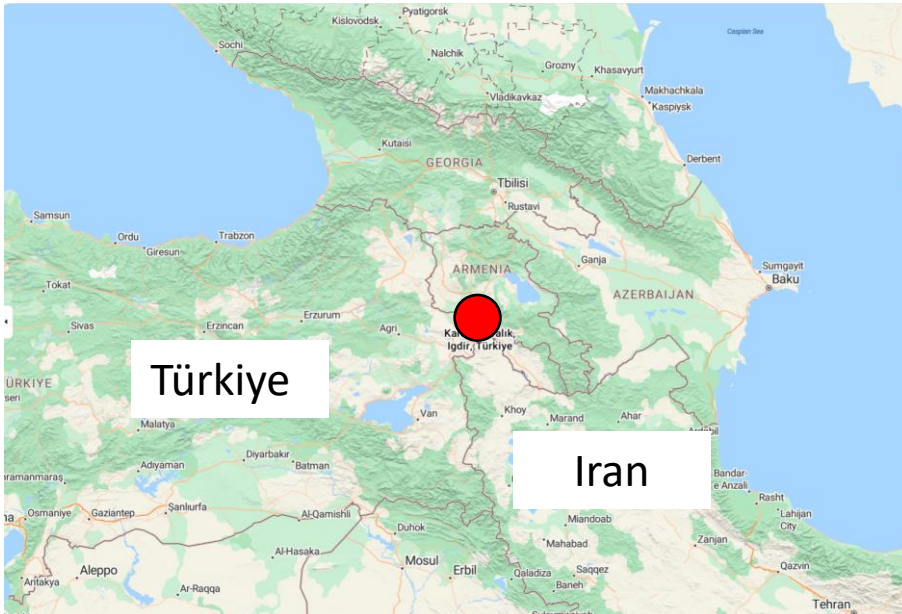 Kislovodsk
Pyatigorsk
Caspian Sea
Sochi
Nalchik
Grozny
Khasavyurt
Vladikavkaz
Makhachkala
Kaspiysk
Kutaisi
GEORGIA
Derbent
Tbilisi
Rustavi
Samsun
Ordu
Giresun
Trabzon
Ganja
Sumgayit
Baku
ARMENIA
AZERBAIJAN
Tokat
Sivas
Erzincan
Erzurum
Agri
Igdir, Türkiye
Türkiye
Van
Khoy
Marand
Ahar
Malatya
Iran
Diyarbakır
Batman
Adiyaman
Bandar-
e Anzali
Rasht
Lahijan
City
Osmaniye
Gaziantep
Şanlıurfa
Al-Qamishli
Duhok
Miandoab
Mahabad
Zanjan
Qazvin
Antakya
Aleppo
Al-Hasaka
Ar-Raqqa
Mosul
Erbil
Qaladiza
Saqqez
Baneh
Tehran